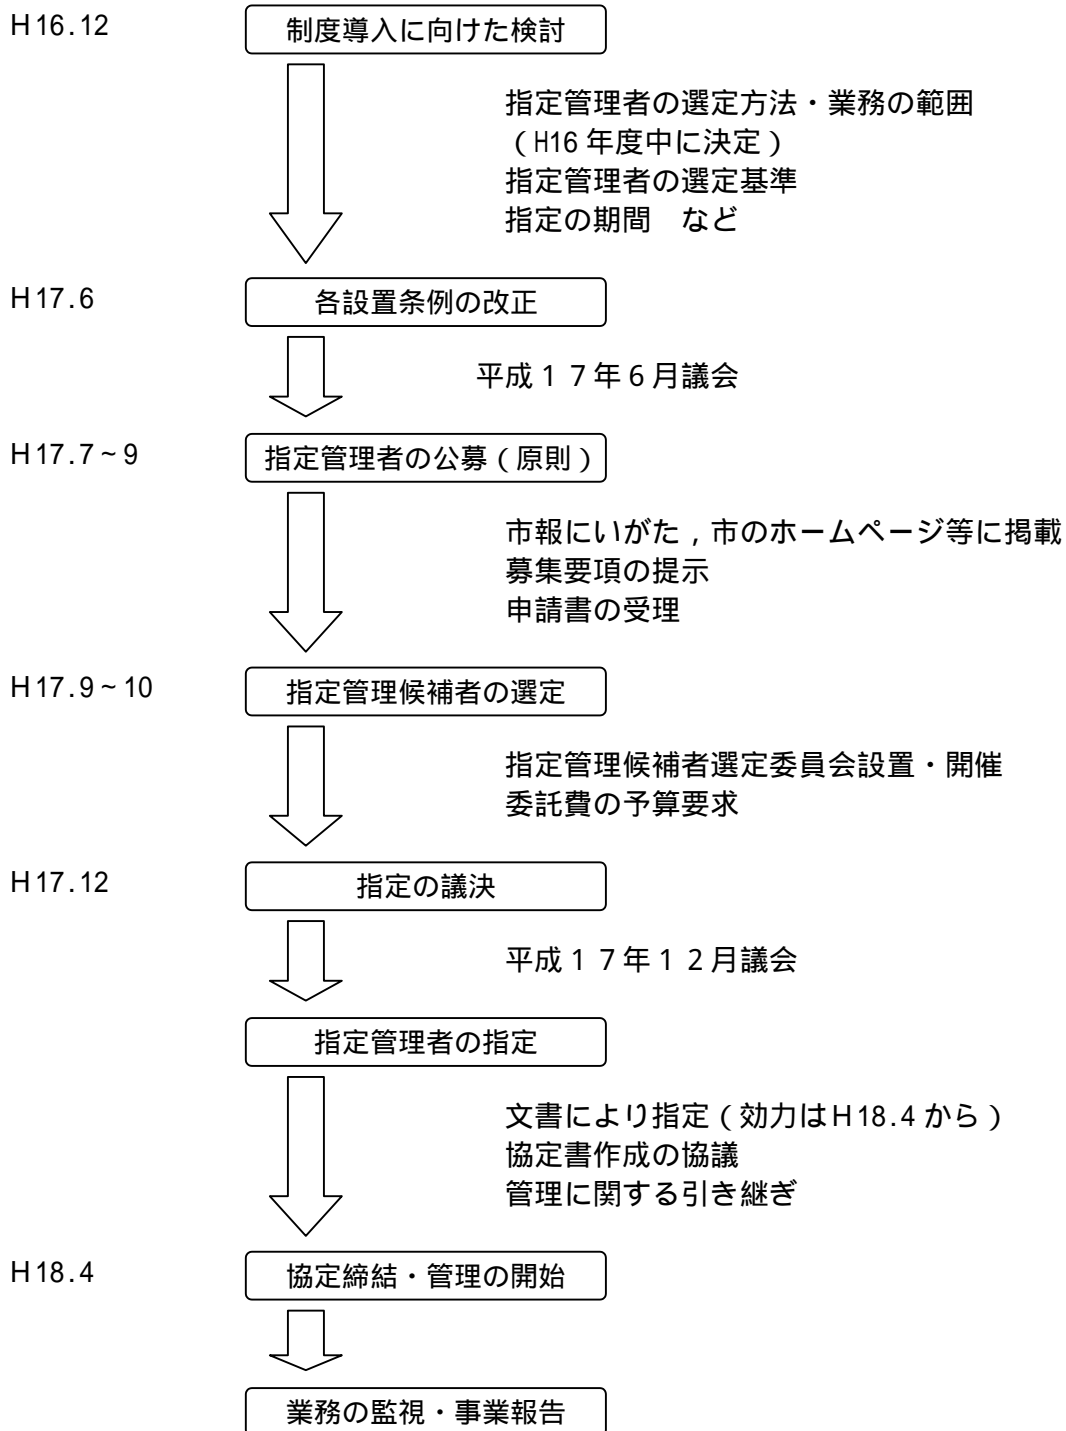 H16.12
制度導入に向けた検討
指定管理者の選定方法・業務の範囲
（H16 年度中に決定）
指定管理者の選定基準
指定の期間　など
H17.6
各設置条例の改正
平成１７年６月議会
H17.7～9
指定管理者の公募（原則）
市報にいがた，市のホームページ等に掲載
募集要項の提示
申請書の受理
H17.9～10
指定管理候補者の選定
指定管理候補者選定委員会設置・開催
委託費の予算要求
H17.12
指定の議決
平成１７年１２月議会
指定管理者の指定
文書により指定（効力はH18.4 から）
協定書作成の協議
管理に関する引き継ぎ
H18.4
協定締結・管理の開始
業務の監視・事業報告